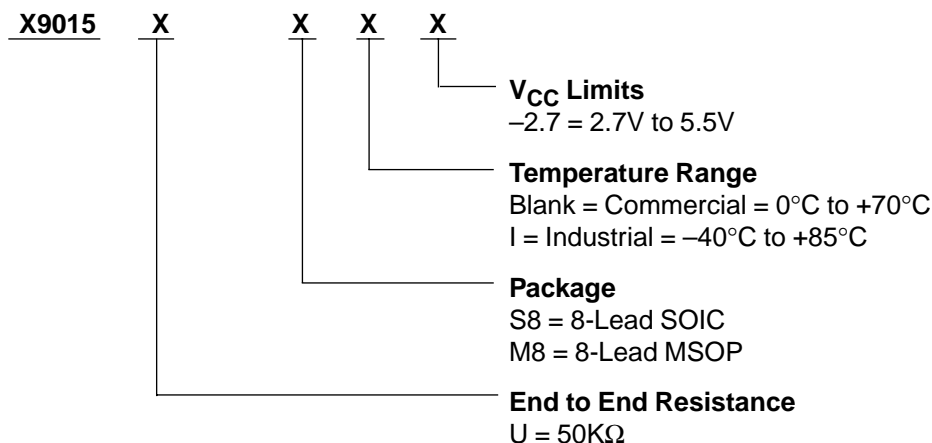 X9015 X X X X
V_CC Limits
–2.7 = 2.7V to 5.5V
Temperature Range
Blank = Commercial = 0°C to +70°C
I = Industrial = –40°C to +85°C
Package
S8 = 8-Lead SOIC
M8 = 8-Lead MSOP
End to End Resistance
U = 50KΩ